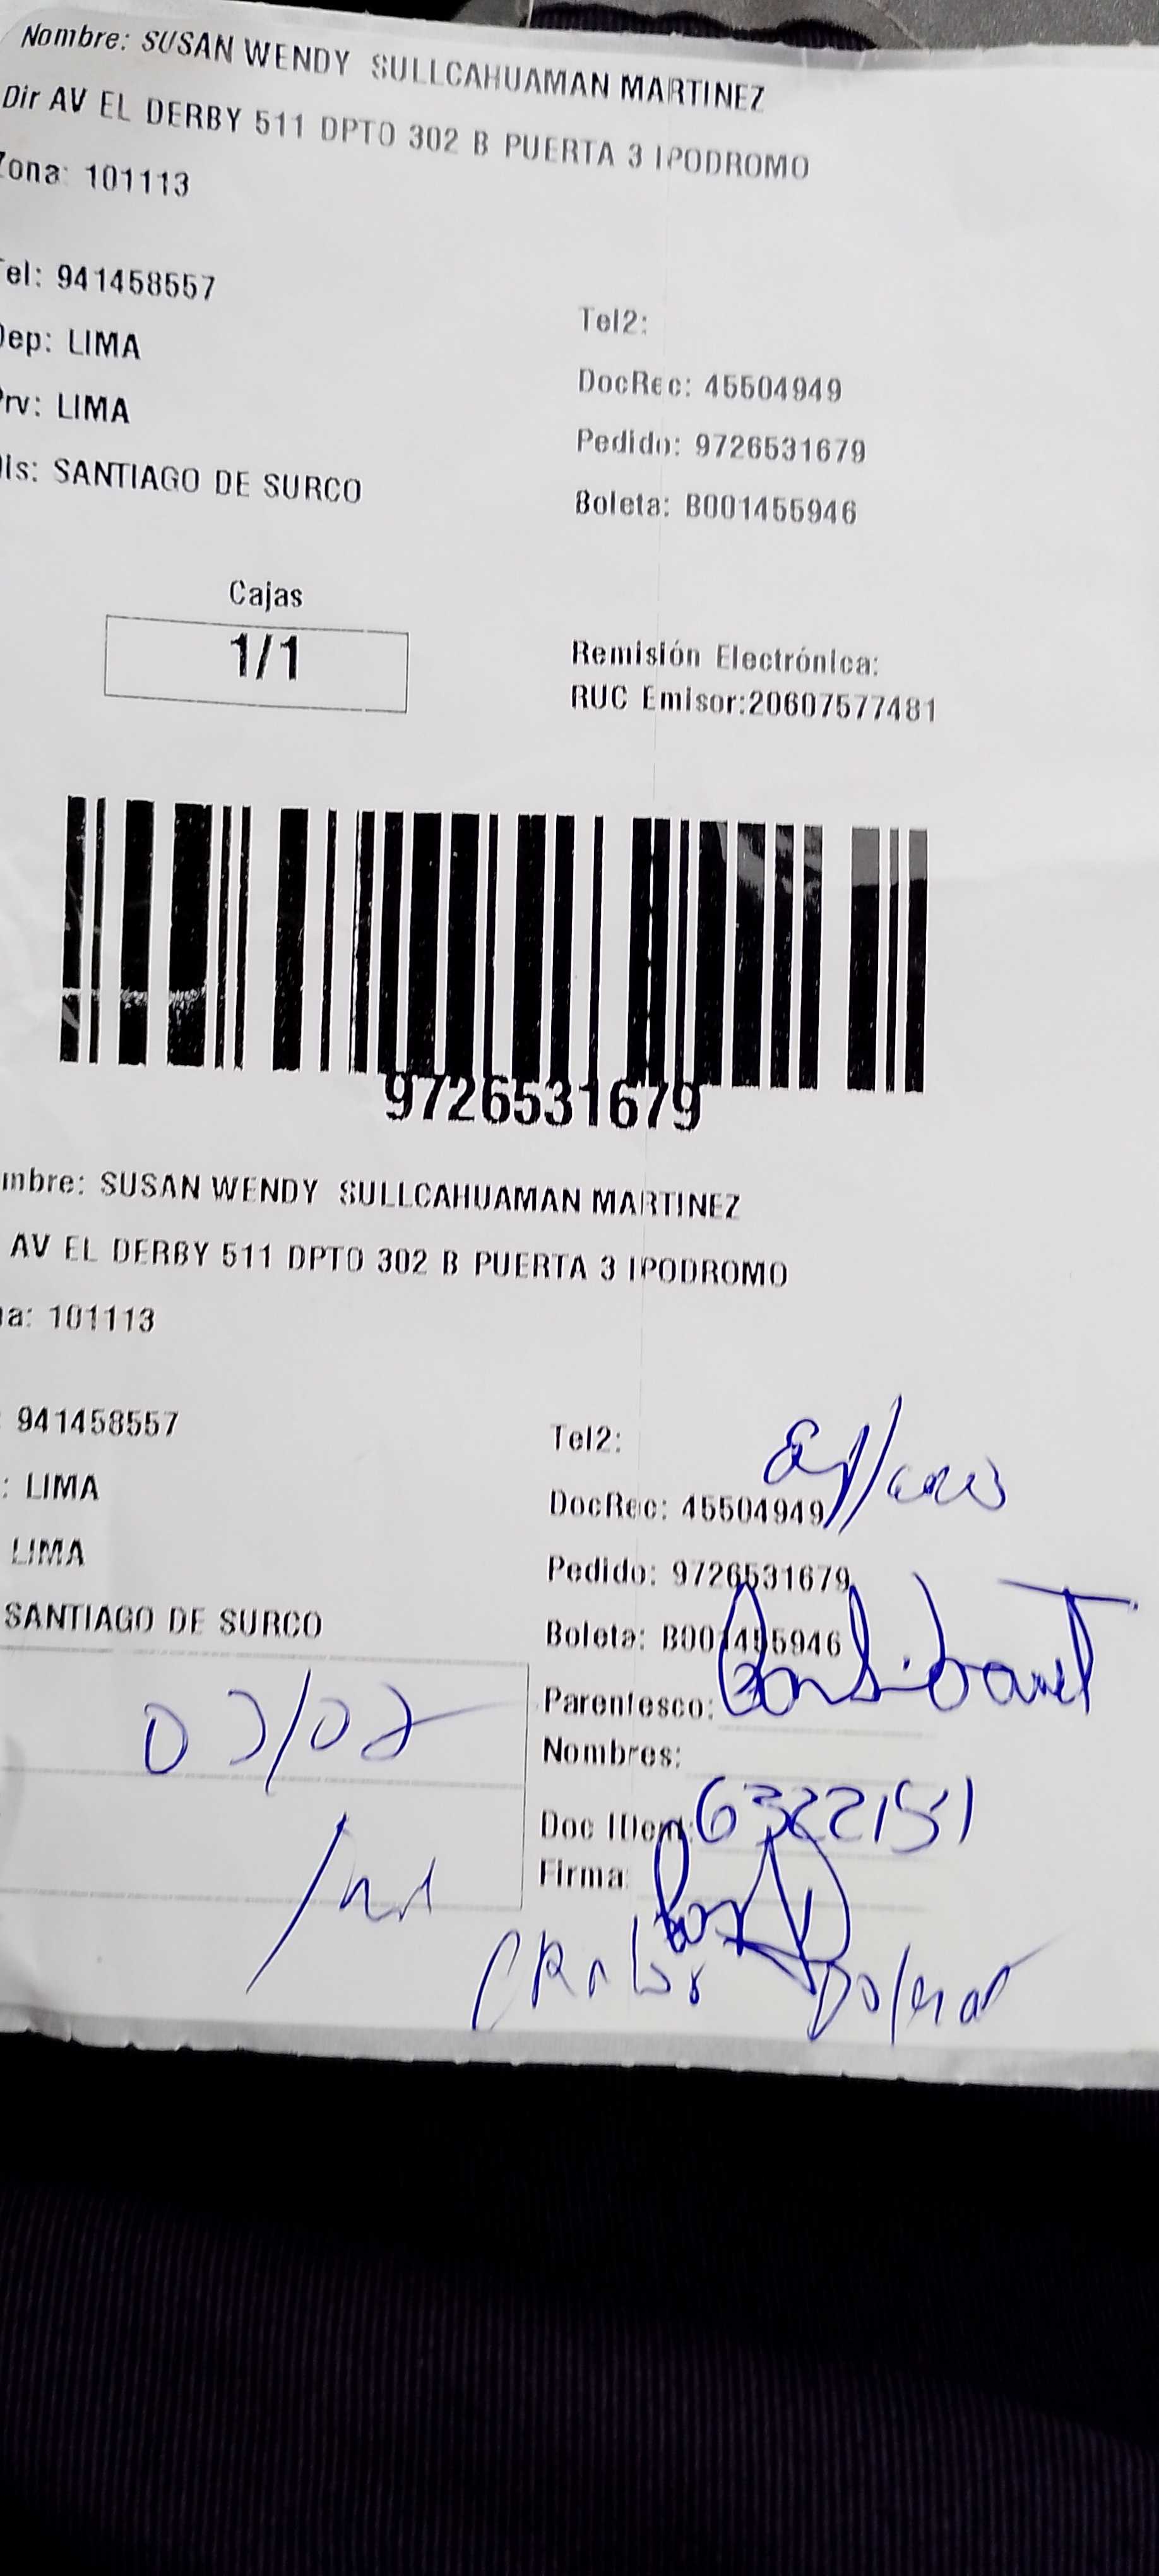 Nombre: SUSAN WENDY SULLCAHUAMAN MARTINEZ
Dir AV EL DERBY 511 DPTO 302 B PUERTA 3 IPODROMO
Zona: 101113
Tel: 941458557
Tel2:
Dep: LIMA
DocRec: 45504949
Prv: LIMA
Pedido: 9726531679
Dis: SANTIAGO DE SURCO
Boleta: B001455946
Cajas
1/1
Remisión Electrónica:
RUC Emisor:20607577481
9726531679
mbre: SUSAN WENDY SULLCAHUAMAN MARTINEZ
AV EL DERBY 511 DPTO 302 B PUERTA 3 IPODROMO
na: 101113
: 941458557
Tel2:
: LIMA
DocRec: 45504949
LIMA
Pedido: 9726531679
SANTIAGO DE SURCO
Boleta: B001455946
Parentesco:
Nombres:
Doc Iden:
Firma: